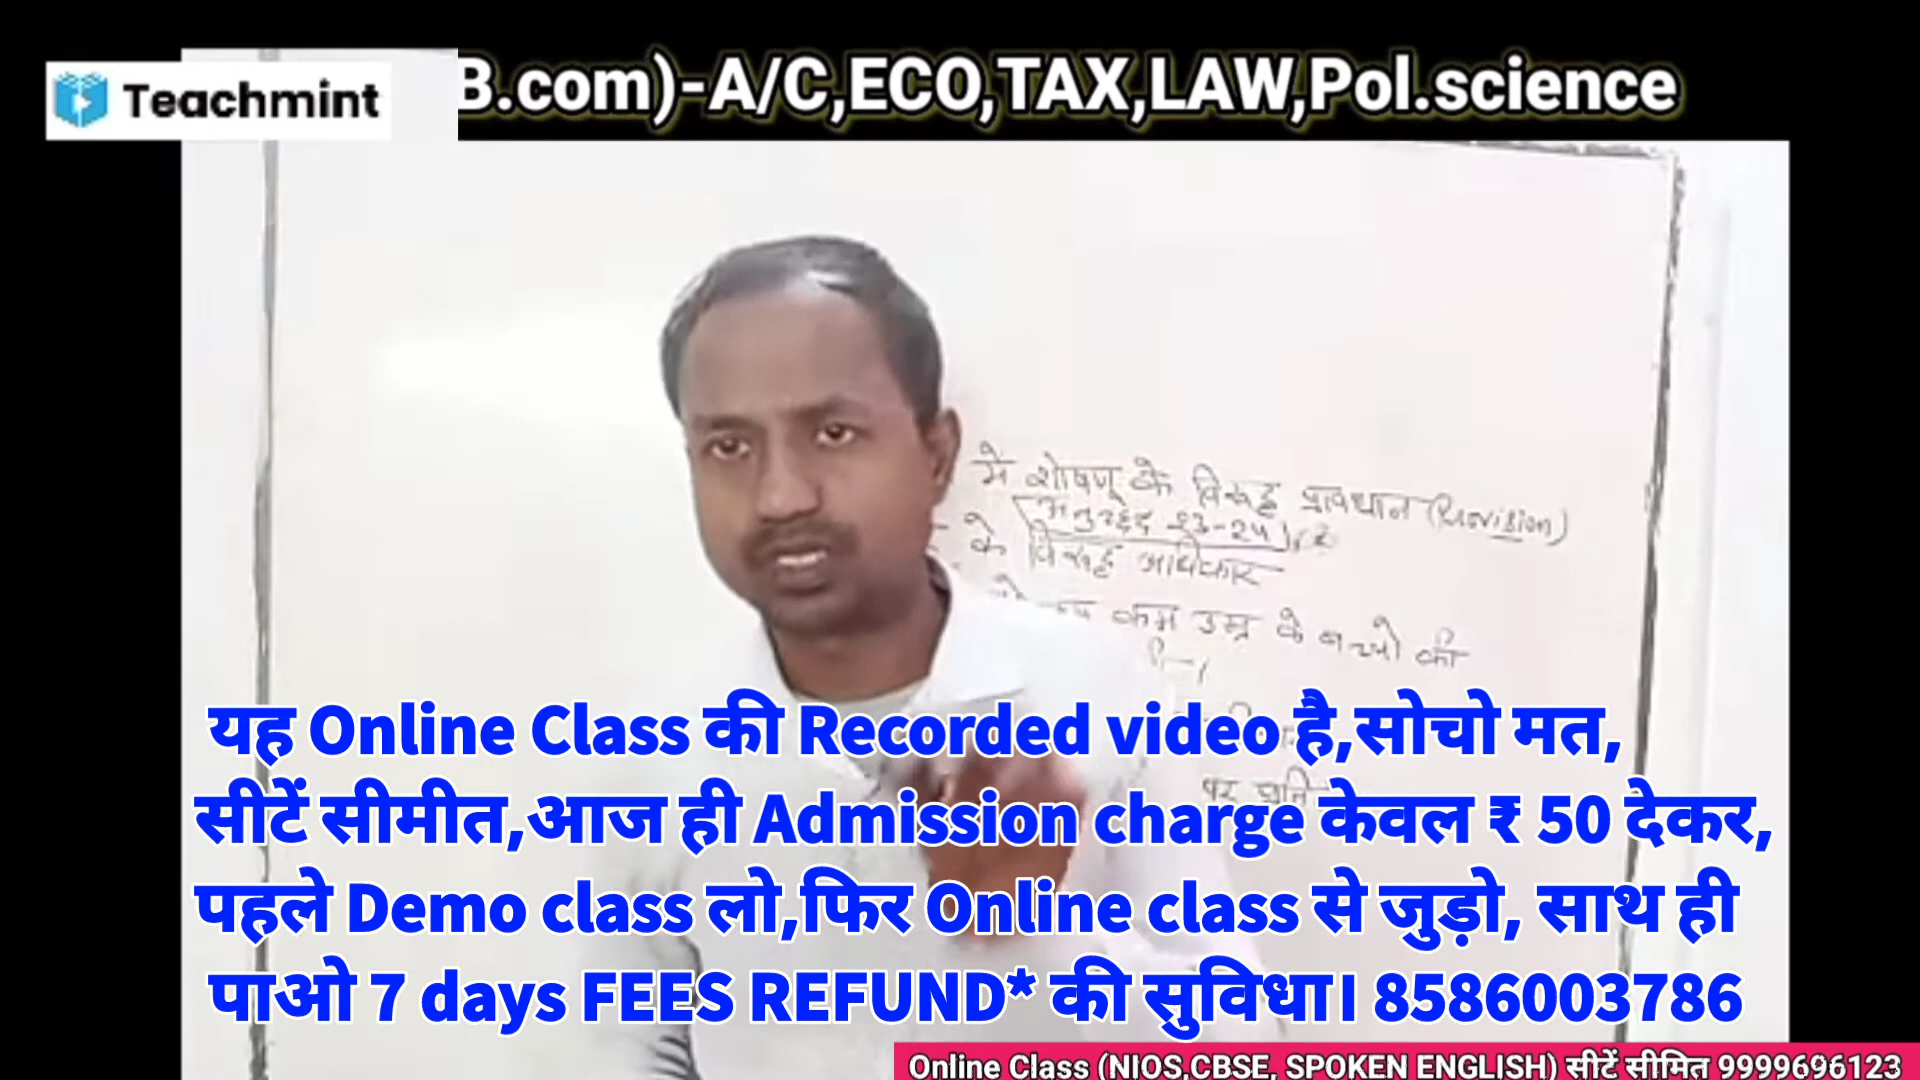 Teachmint
B.com)-A/C,ECO,TAX,LAW,Pol.science
में शोषण के विरूद्ध प्रावधान (Provision)
अनुच्छेद 23-24
के विरूद्ध अधिकार
कम उम्र के बच्चो की
पर
यह Online Class की Recorded video है,सोचो मत,
सीटें सीमीत,आज ही Admission charge केवल ₹ 50 देकर,
पहले Demo class लो,फिर Online class से जुड़ो, साथ ही
पाओ 7 days FEES REFUND* की सुविधा। 8586003786
Online Class (NIOS,CBSE, SPOKEN ENGLISH) सीटें सीमित 9999696123